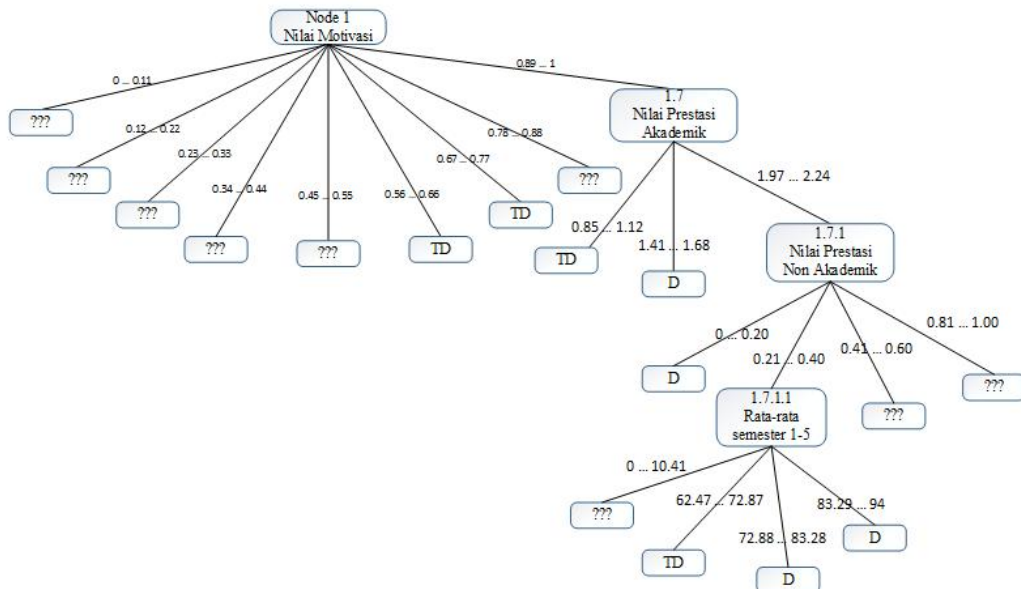 Node 1
Nilai Motivasi
0 ... 0.11
0.12 ... 0.22
0.23 ... 0.33
0.34 ... 0.44
0.45 ... 0.55
0.56 ... 0.66
0.67 ... 0.77
0.78 ... 0.88
0.89 ... 1
???
???
???
???
???
TD
TD
???
1.7
Nilai Prestasi
Akademik
0.85 ... 1.12
1.41 ... 1.68
1.97 ... 2.24
TD
D
1.7.1
Nilai Prestasi
Non Akademik
0 ... 0.20
0.21 ... 0.40
0.41 ... 0.60
0.81 ... 1.00
D
???
???
1.7.1.1
Rata-rata
semester 1-5
0 ... 10.41
62.47 ... 72.87
72.88 ... 83.28
83.29 ... 94
???
TD
D
D